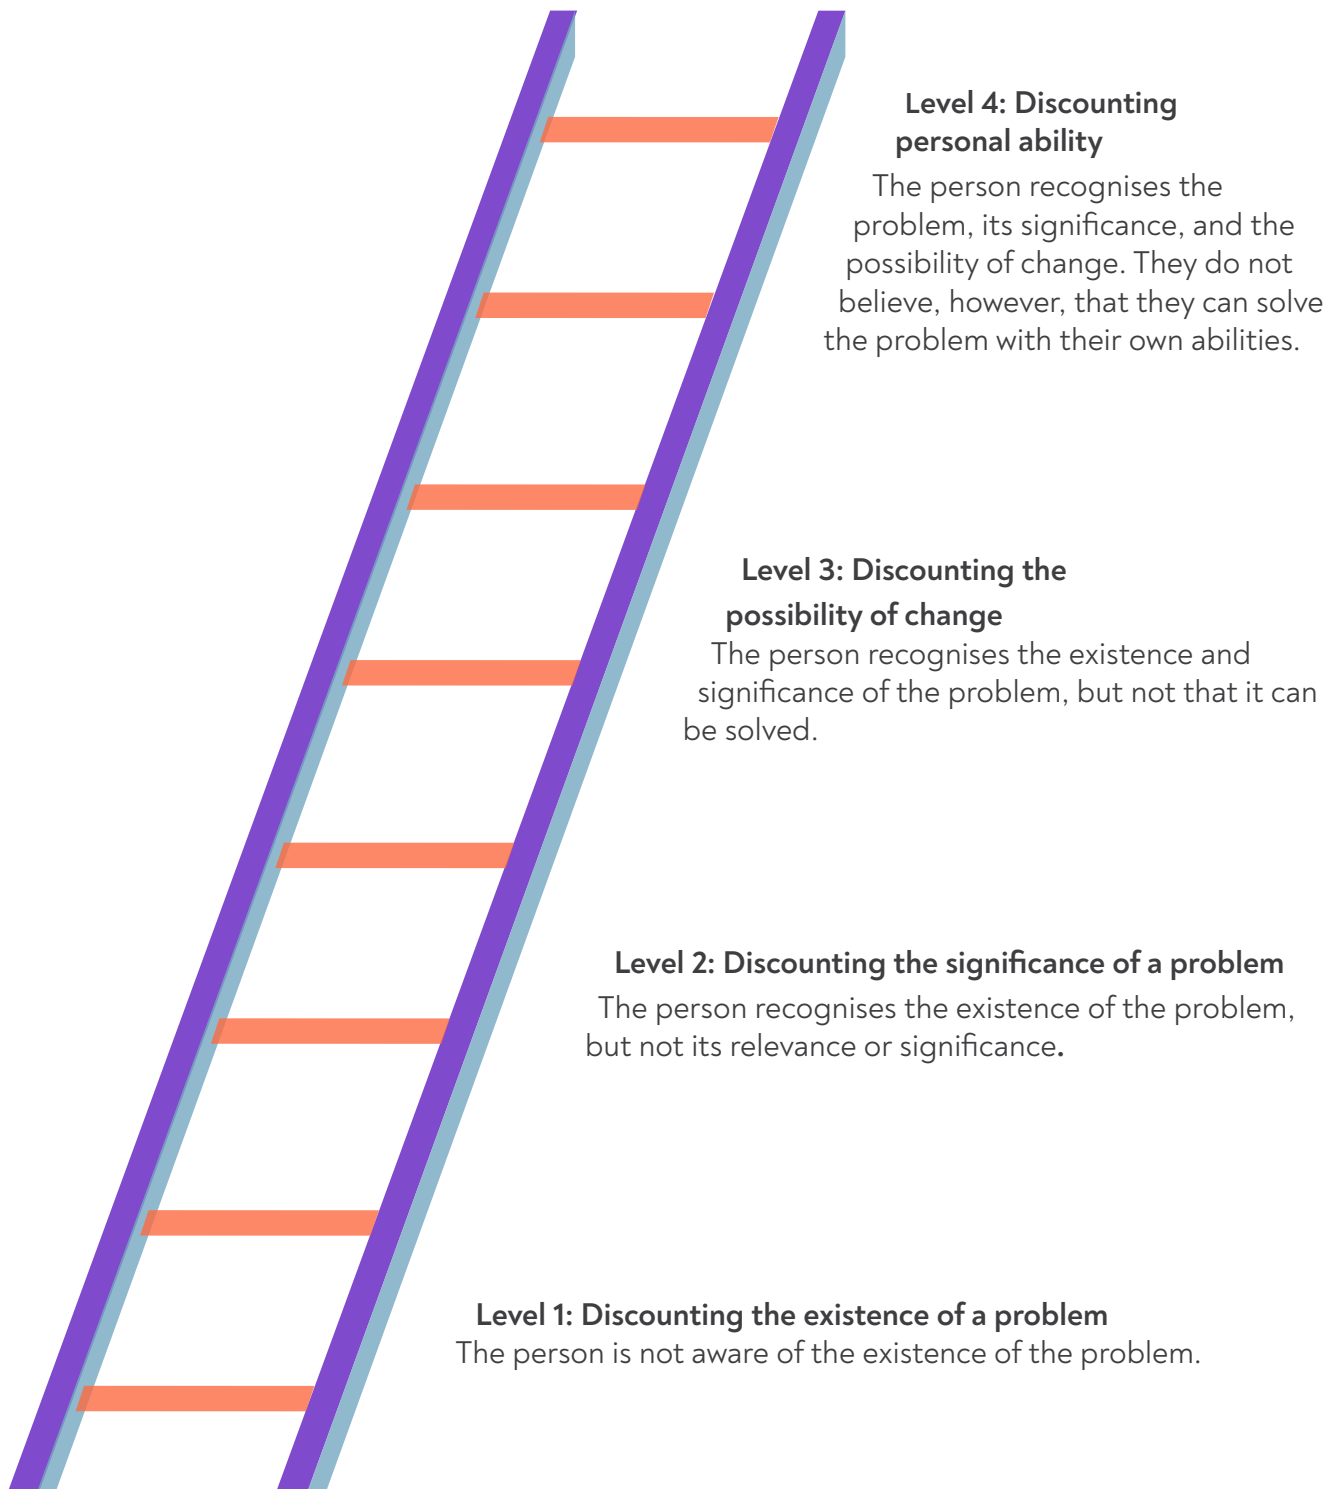 Level 4: Discounting
personal ability
The person recognises the
problem, its significance, and the
possibility of change. They do not
believe, however, that they can solve
the problem with their own abilities.
Level 3: Discounting the
possibility of change
The person recognises the existence and
significance of the problem, but not that it can
be solved.
Level 2: Discounting the significance of a problem
The person recognises the existence of the problem,
but not its relevance or significance.
Level 1: Discounting the existence of a problem
The person is not aware of the existence of the problem.